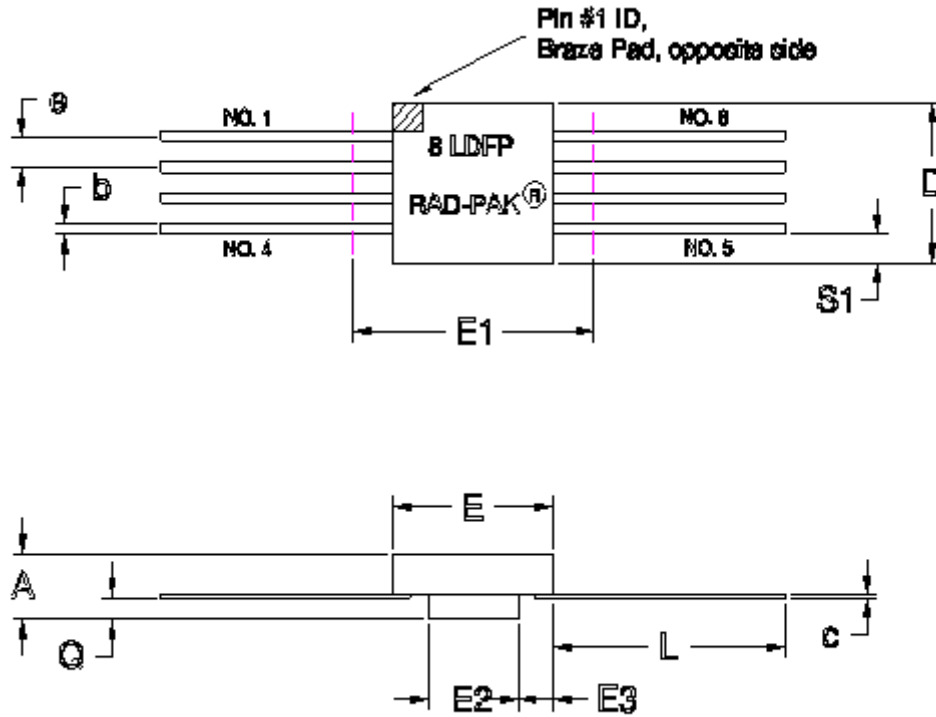 Pin #1 ID,
Braze Pad, opposite side
e
NO. 1
NO. 8
8 LDFP
D
b
RAD-PAK®
NO. 4
NO. 5
S1
E1
E
A
Q
L
c
E2
E3